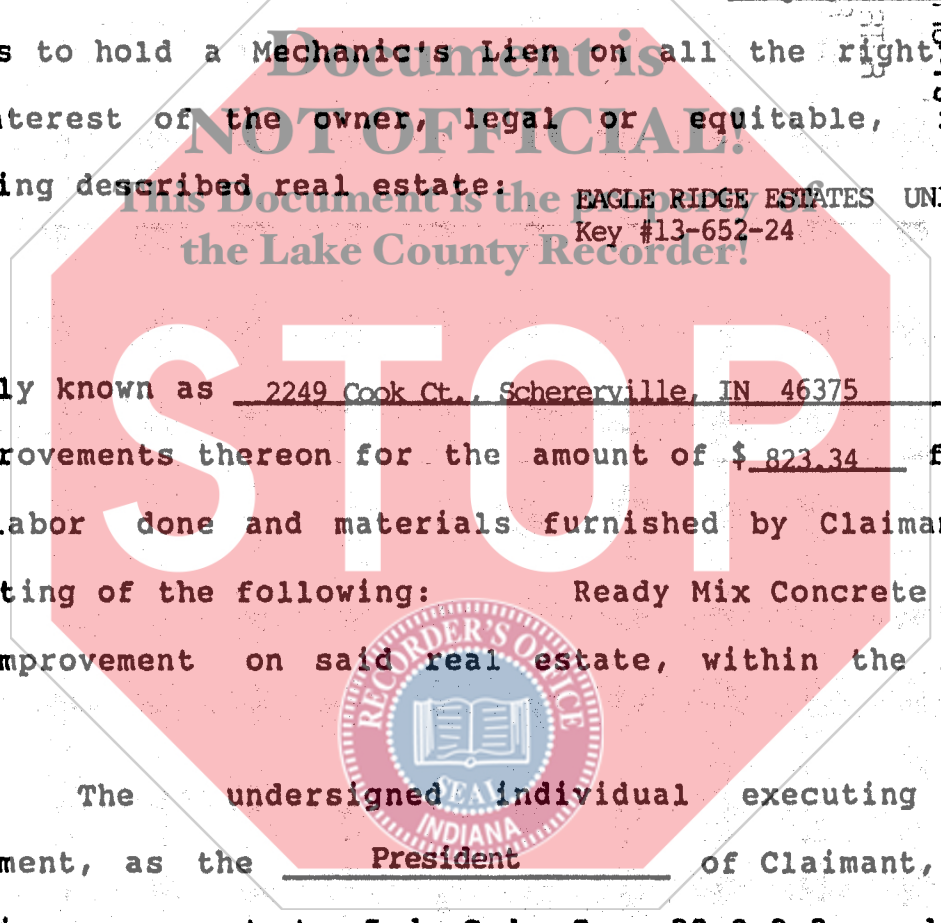 Document is
NOT OFFICIAL!
This Document is the property of
the Lake County Recorder!
STOP
s to hold a Mechanic's Lien on all the right
nterest of the owner, legal or equitable,
ing described real estate: EAGLE RIDGE ESTATES UN
Key #13-652-24
ly known as 2249 Cook Ct., Schererville, IN 46375
rovements thereon for the amount of $ 823.34 f
labor done and materials furnished by Claiman
ting of the following: Ready Mix Concrete
mprovement on said real estate, within the
RECORDER'S OFFICE
SEAL
INDIANA
The undersigned individual executing
ment, as the President of Claimant,